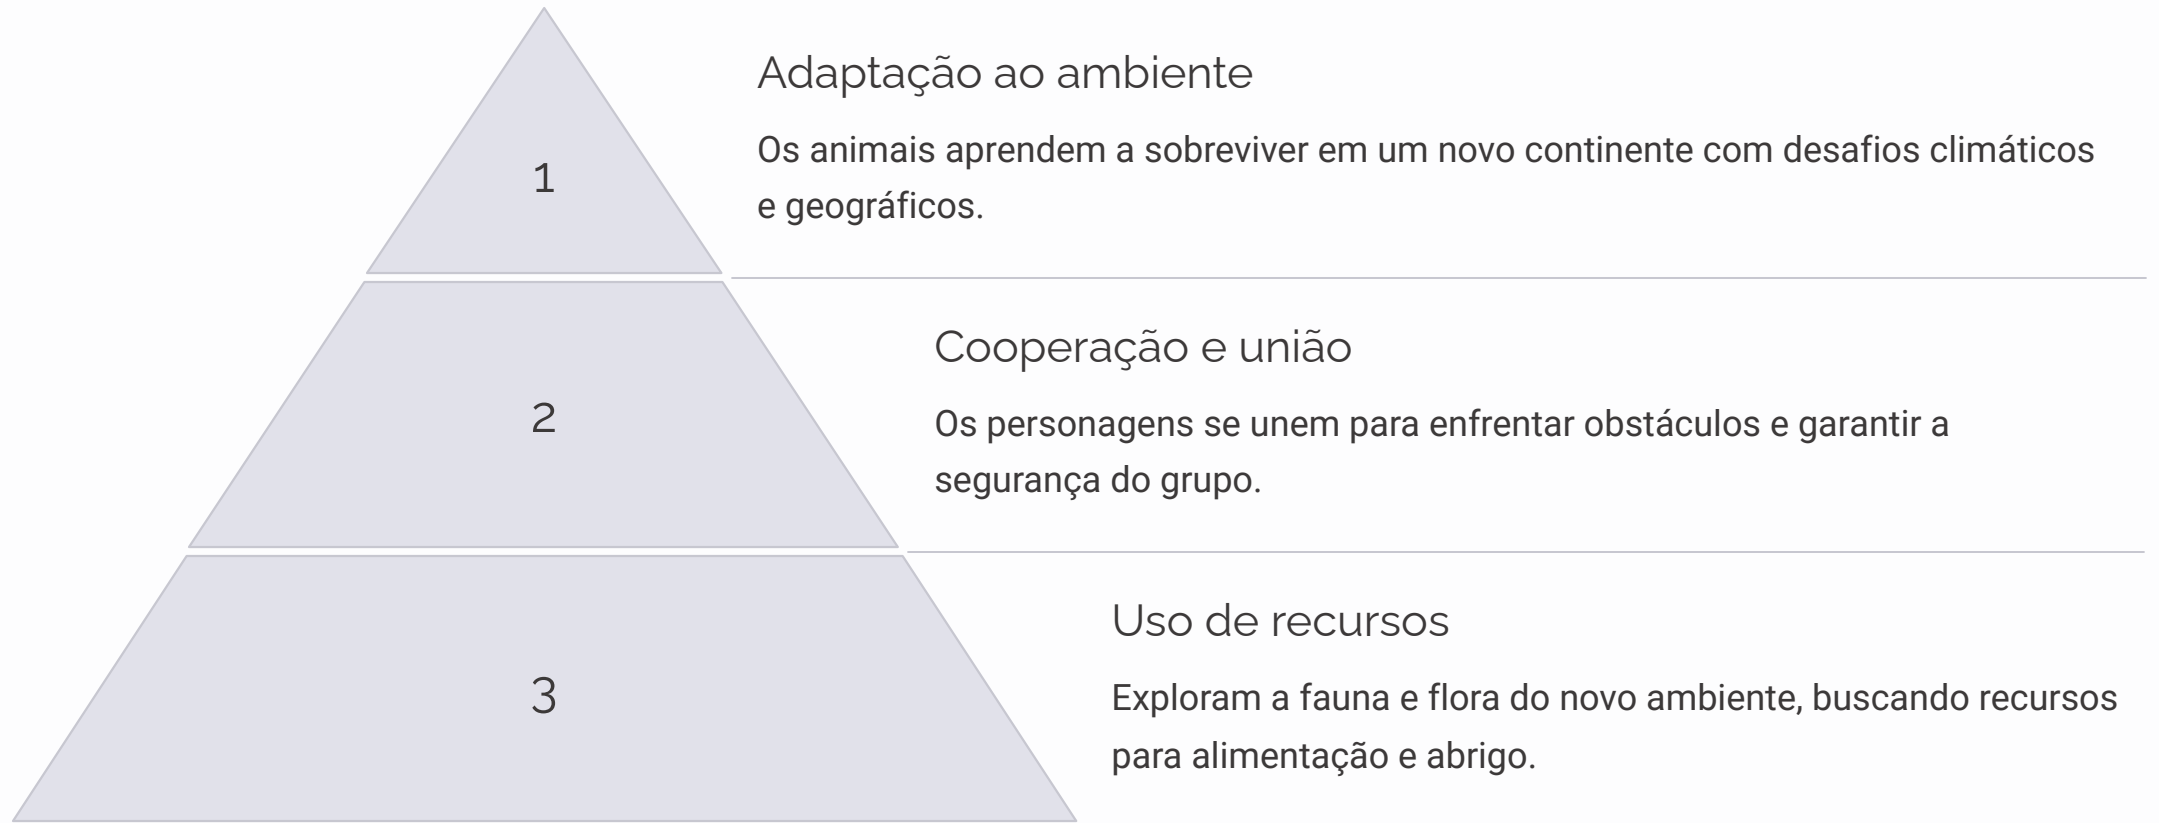 1
Adaptação ao ambiente
Os animais aprendem a sobreviver em um novo continente com desafios climáticos
e geográficos.
2
Cooperação e união
Os personagens se unem para enfrentar obstáculos e garantir a
segurança do grupo.
3
Uso de recursos
Exploram a fauna e flora do novo ambiente, buscando recursos
para alimentação e abrigo.